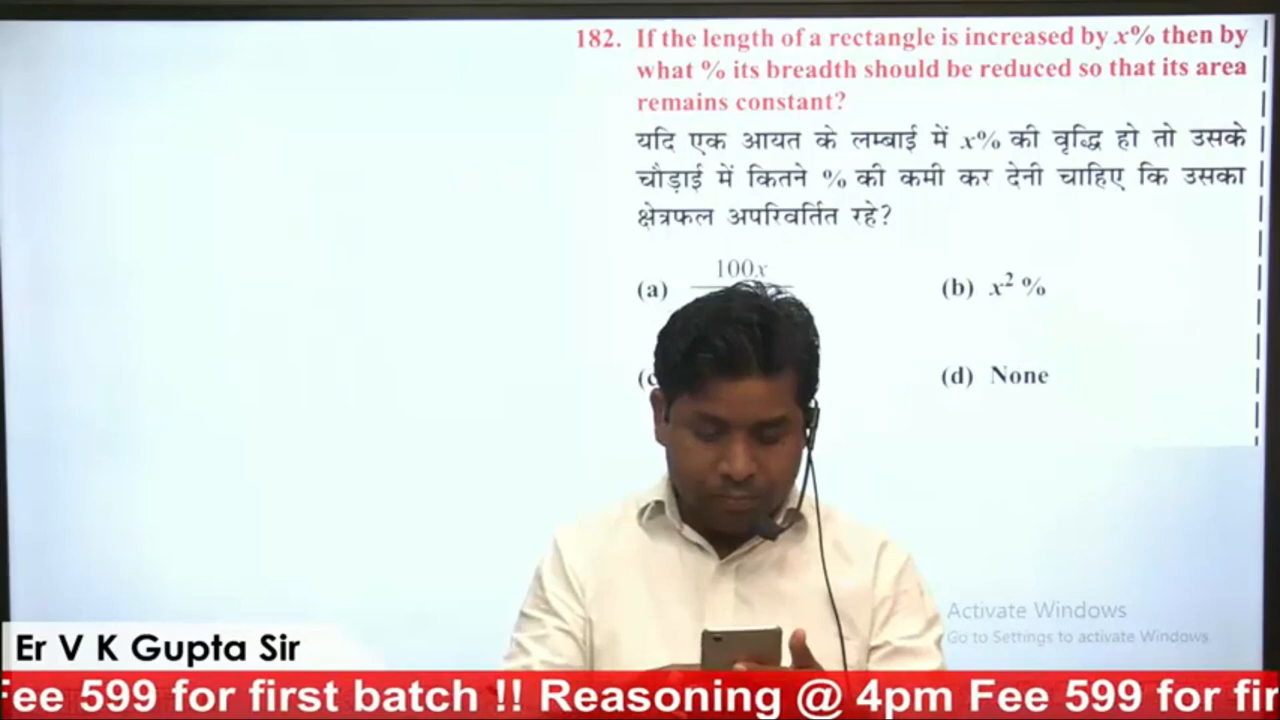 182. If the length of a rectangle is increased by x% then by
what % its breadth should be reduced so that its area
remains constant?
यदि एक आयत के लम्बाई में x% की वृद्धि हो तो उसके
चौड़ाई में कितने % की कमी कर देनी चाहिए कि उसका
क्षेत्रफल अपरिवर्तित रहे?
(a) 100x
(b) x² %
(d) None
Activate Windows
Go to Settings to activate Windows.
Er V K Gupta Sir
Fee 599 for first batch !! Reasoning @ 4pm Fee 599 for